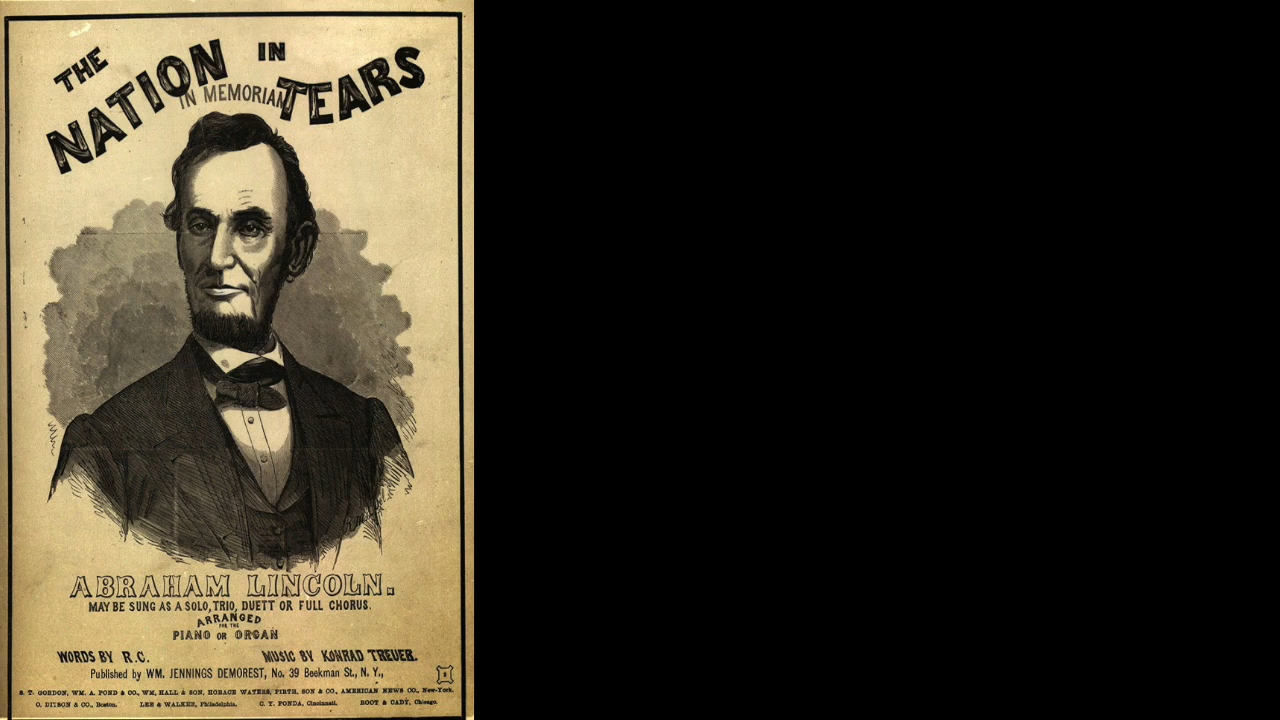 THE NATION IN TEARS
IN MEMORIAM
ABRAHAM LINCOLN.
MAY BE SUNG AS A SOLO, TRIO, DUETT OR FULL CHORUS.
ARRANGED
FOR THE
PIANO OR ORGAN
WORDS BY R.C. MUSIC BY KONRAD TREUER.
Published by WM. JENNINGS DEMOREST, No. 39 Beekman St., N. Y.,
S. T. GORDON, WM. A. POND & CO., WM, HALL & SON, HORACE WATERS, FIRTH, SON & CO., AMERICAN NEWS CO., New-York.
O. DITSON & CO., Boston. LEE & WALKER, Philadelphia. C. Y. FONDA, Cincinnati. ROOT & CADY, Chicago.